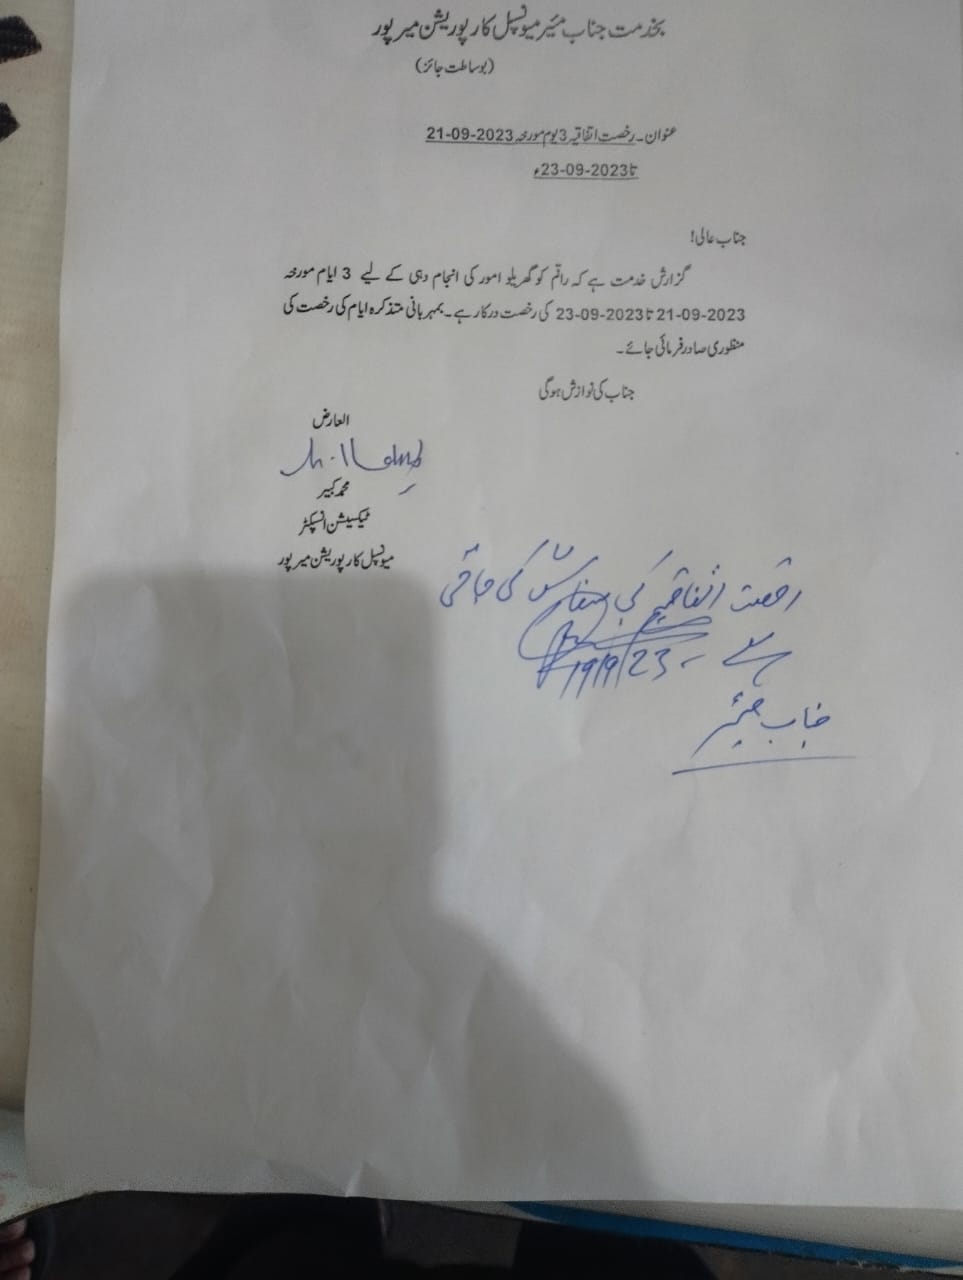 بخدمت جناب میئر میونسپل کارپوریشن میرپور
(بوساطت جائز)
عنوان۔ رخصت اتفاقیہ 3 یوم مورخہ 21-09-2023
تا 23-09-2023ء
جناب عالی!
گزارش خدمت ہے کہ راقم کو گھریلو امور کی انجام دہی کے لیے 3 ایام مورخہ
21-09-2023 تا 23-09-2023 کی رخصت درکار ہے۔ بمہربانی متذکرہ ایام کی رخصت کی
منظوری صادر فرمائی جائے۔
جناب کی نوازش ہوگی
العارض
محمد کبیر
ٹیکسیشن انسپکٹر
میونسپل کارپوریشن میرپور
رخصت اتفاقیہ کی سفارش کی جاتی
ہے ۔
19/9/23
جناب میئر